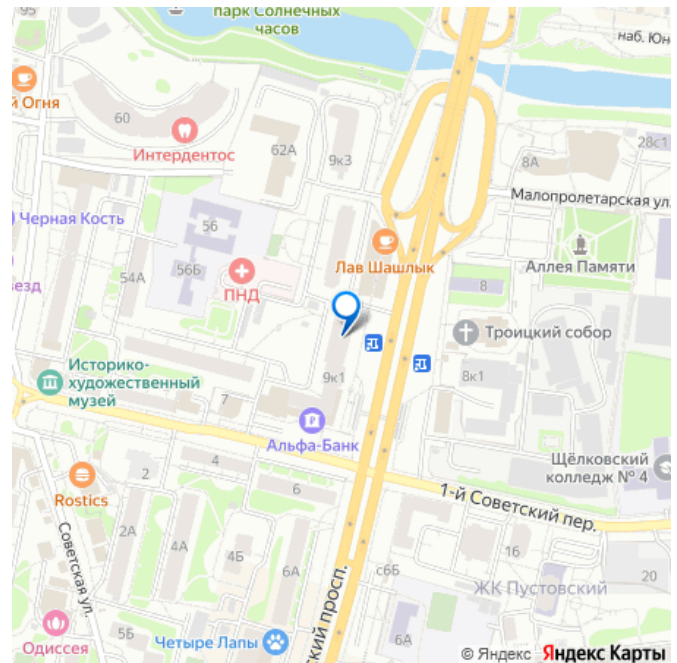 95
парк Солнечных
часов
наб. Юн
й Огня
60
Интердентос
62А
9к3
8А
28с1
Малопролетарская ул.
Черная Кость
56
Лав Шашлык
Аллея Памяти
везд
54А
56Б
ПНД
8
Троицкий собор
Историко-
художественный
музей
7
9к1
8к1
Альфа-Банк
Щёлковский
колледж № 4
Rostics
2
4
6
1-й Советский пер.
Советская ул.
2А
4А
4Б
6А
с6Б
16
20
ЖК Пустовский
ский просп.
5Б
Одиссея
Четыре Лапы
6А
© Яндекс Яндекс Карты